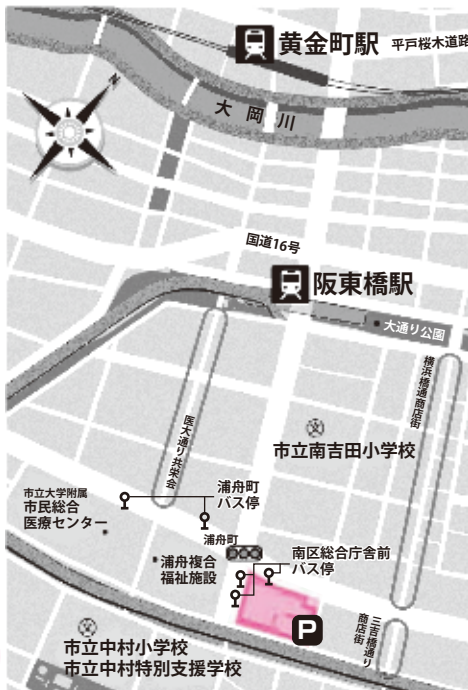 黄金町駅
平戸桜木道路
大岡川
N
国道16号
阪東橋駅
大通り公園
横浜橋通商店街
医大通り共栄会
市立南吉田小学校
市立大学附属
市民総合
医療センター
浦舟町
バス停
浦舟町
浦舟複合
福祉施設
南区総合庁舎前
バス停
P
三吉橋通り
商店街
市立中村小学校
市立中村特別支援学校